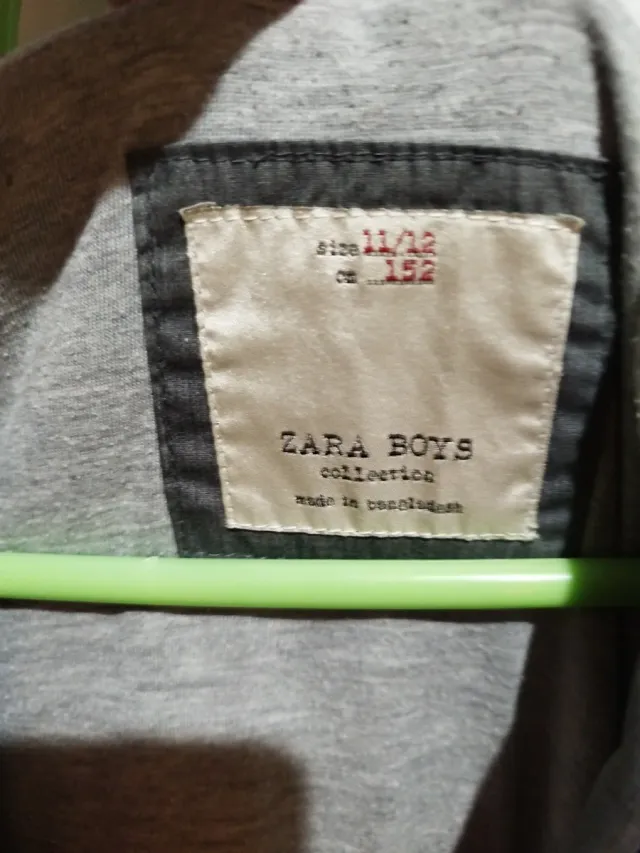 size 11/12
cm 152
ZARA BOYS
collection
made in bangladesh